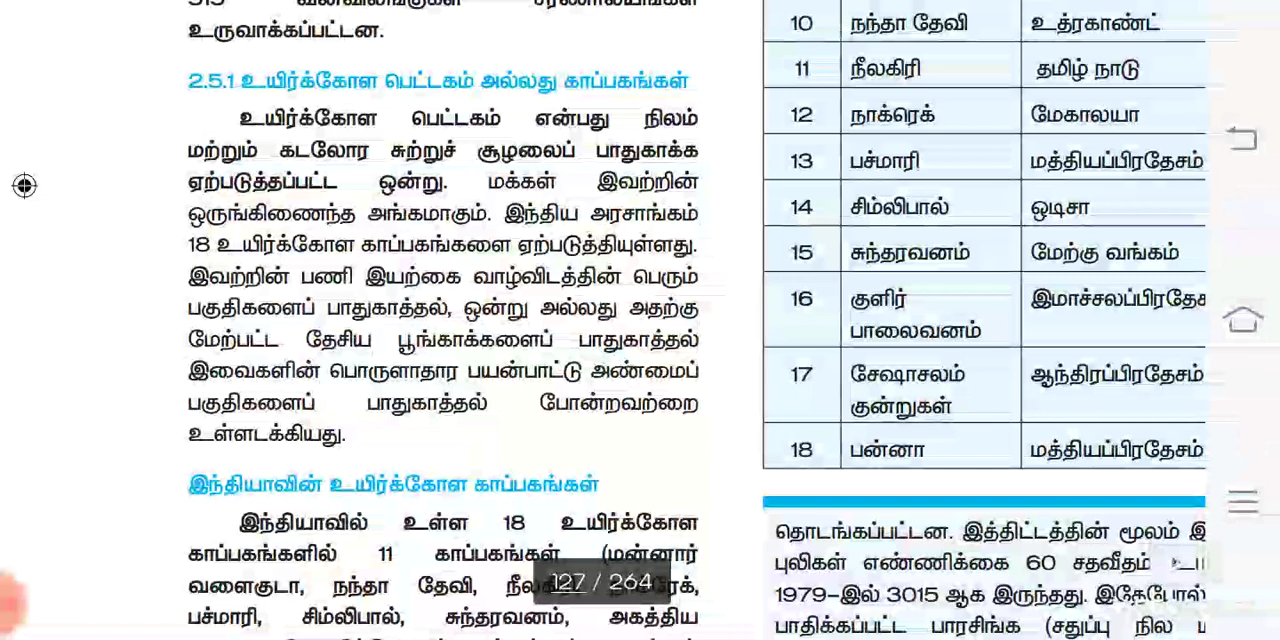 உருவாக்கப்பட்டன.
2.5.1 உயிர்க்கோள பெட்டகம் அல்லது காப்பகங்கள்
உயிர்க்கோள பெட்டகம் என்பது நிலம்
மற்றும் கடலோர சுற்றுச் சூழலைப் பாதுகாக்க
ஏற்படுத்தப்பட்ட ஒன்று. மக்கள் இவற்றின்
ஒருங்கிணைந்த அங்கமாகும். இந்திய அரசாங்கம்
18 உயிர்க்கோள காப்பகங்களை ஏற்படுத்தியுள்ளது.
இவற்றின் பணி இயற்கை வாழ்விடத்தின் பெரும்
பகுதிகளைப் பாதுகாத்தல், ஒன்று அல்லது அதற்கு
மேற்பட்ட தேசிய பூங்காக்களைப் பாதுகாத்தல்
இவைகளின் பொருளாதார பயன்பாட்டு அண்மைப்
பகுதிகளைப் பாதுகாத்தல் போன்றவற்றை
உள்ளடக்கியது.
இந்தியாவின் உயிர்க்கோள காப்பகங்கள்
இந்தியாவில் உள்ள 18 உயிர்க்கோள
காப்பகங்களில் 11 காப்பகங்கள் (மன்னார்
வளைகுடா, நந்தா தேவி,
பச்மாரி, சிம்லிபால், சுந்தரவனம், அகத்திய
127 / 264
10 நந்தா தேவி உத்ரகாண்ட்
11 நீலகிரி தமிழ் நாடு
12 நாக்ரெக் மேகாலயா
13 பச்மாரி மத்தியப்பிரதேசம்
14 சிம்லிபால் ஒடிசா
15 சுந்தரவனம் மேற்கு வங்கம்
16 குளிர் இமாச்சலப்பிரதேச
பாலைவனம்
17 சேஷாசலம் ஆந்திரப்பிரதேசம்
குன்றுகள்
18 பன்னா மத்தியப்பிரதேசம்
தொடங்கப்பட்டன. இத்திட்டத்தின் மூலம்
புலிகள் எண்ணிக்கை 60 சதவீதம்
1979-இல் 3015 ஆக இருந்தது. இதேபோல்
பாதிக்கப்பட்ட பாரசிங்க (சதுப்பு நில